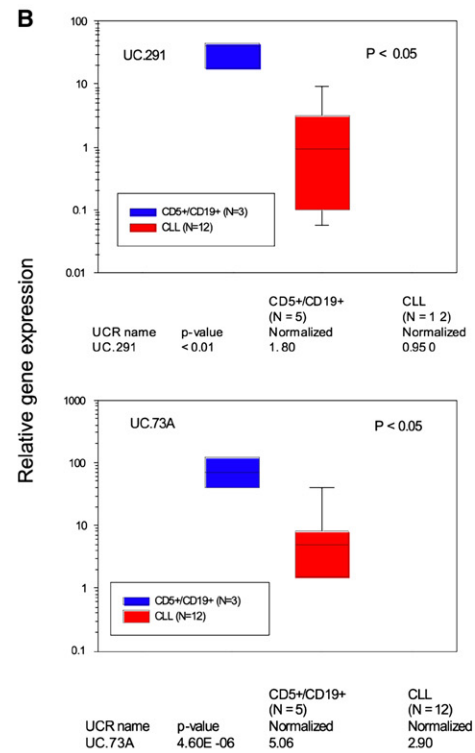 B
Relative gene expression
100
UC.291
P < 0.05
10
1
0.1
CD5+/CD19+ (N=3)
CLL (N=12)
0.01
CD5+/CD19+ CLL
(N = 5) (N = 1 2)
UCR name p-value Normalized Normalized
UC.291 <0.01 1.80 0.95 0
1000
UC.73A
P < 0.05
100
10
1
CD5+/CD19+ (N=3)
CLL (N=12)
0.1
CD5+/CD19+ CLL
(N = 5) (N = 12)
UCR name p-value Normalized Normalized
UC.73A 4.60E -06 5.06 2.90